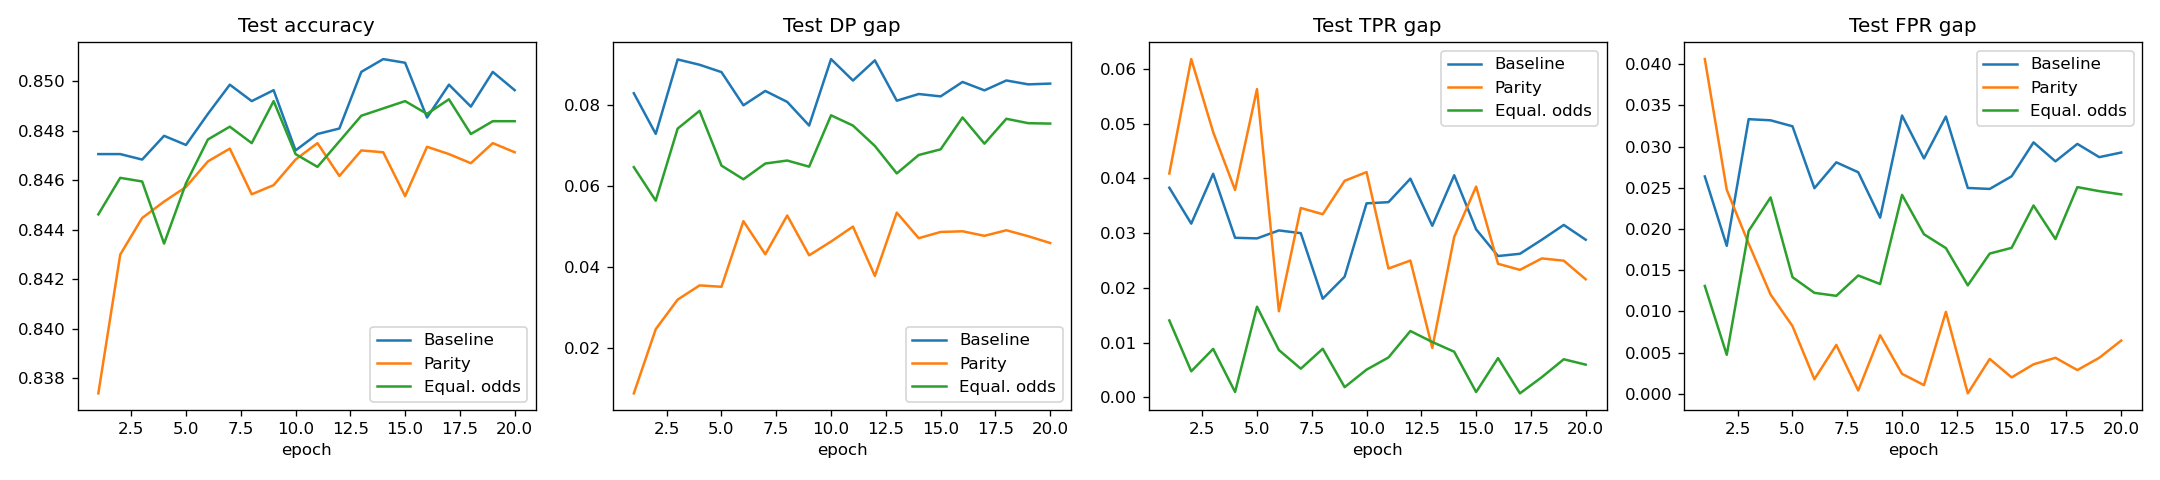 Test accuracy
0.850
0.848
0.846
0.844
0.842
0.840
0.838
Baseline
Parity
Equal. odds
2.5 5.0 7.5 10.0 12.5 15.0 17.5 20.0
epoch
Test DP gap
0.08
0.06
0.04
0.02
Baseline
Parity
Equal. odds
2.5 5.0 7.5 10.0 12.5 15.0 17.5 20.0
epoch
Test TPR gap
0.06
0.05
0.04
0.03
0.02
0.01
0.00
Baseline
Parity
Equal. odds
2.5 5.0 7.5 10.0 12.5 15.0 17.5 20.0
epoch
Test FPR gap
0.040
0.035
0.030
0.025
0.020
0.015
0.010
0.005
0.000
Baseline
Parity
Equal. odds
2.5 5.0 7.5 10.0 12.5 15.0 17.5 20.0
epoch